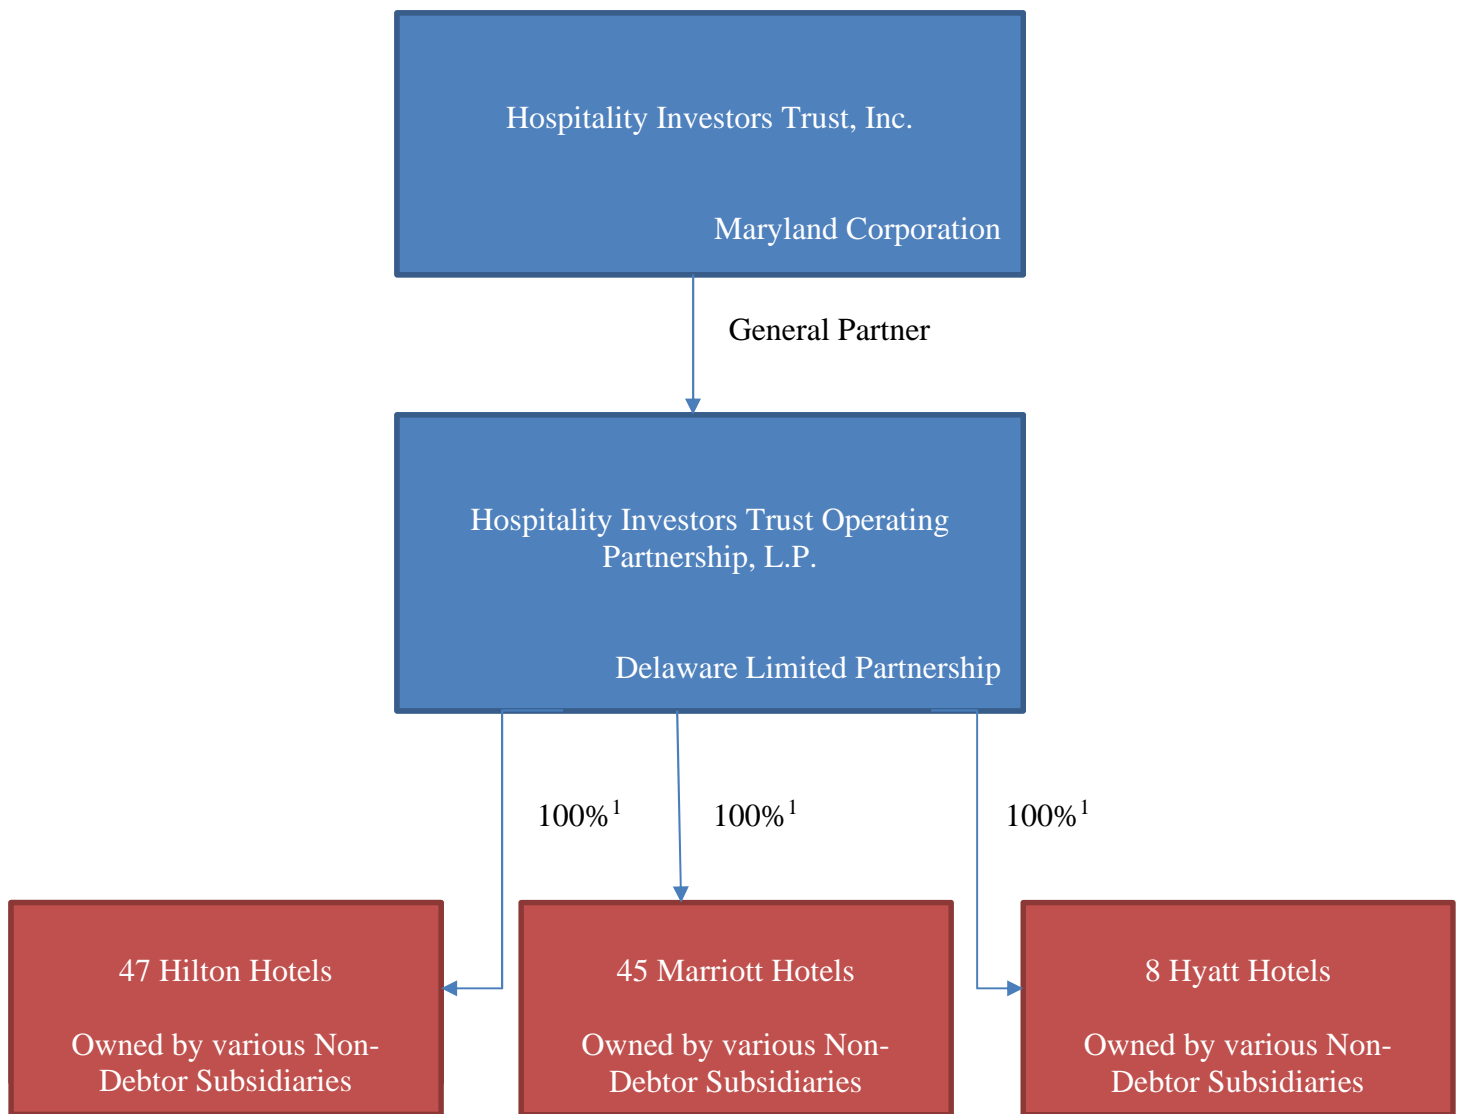 Hospitality Investors Trust, Inc.
Maryland Corporation
General Partner
Hospitality Investors Trust Operating
Partnership, L.P.
Delaware Limited Partnership
100%¹
100%¹
100%¹
47 Hilton Hotels
Owned by various Non-
Debtor Subsidiaries
45 Marriott Hotels
Owned by various Non-
Debtor Subsidiaries
8 Hyatt Hotels
Owned by various Non-
Debtor Subsidiaries